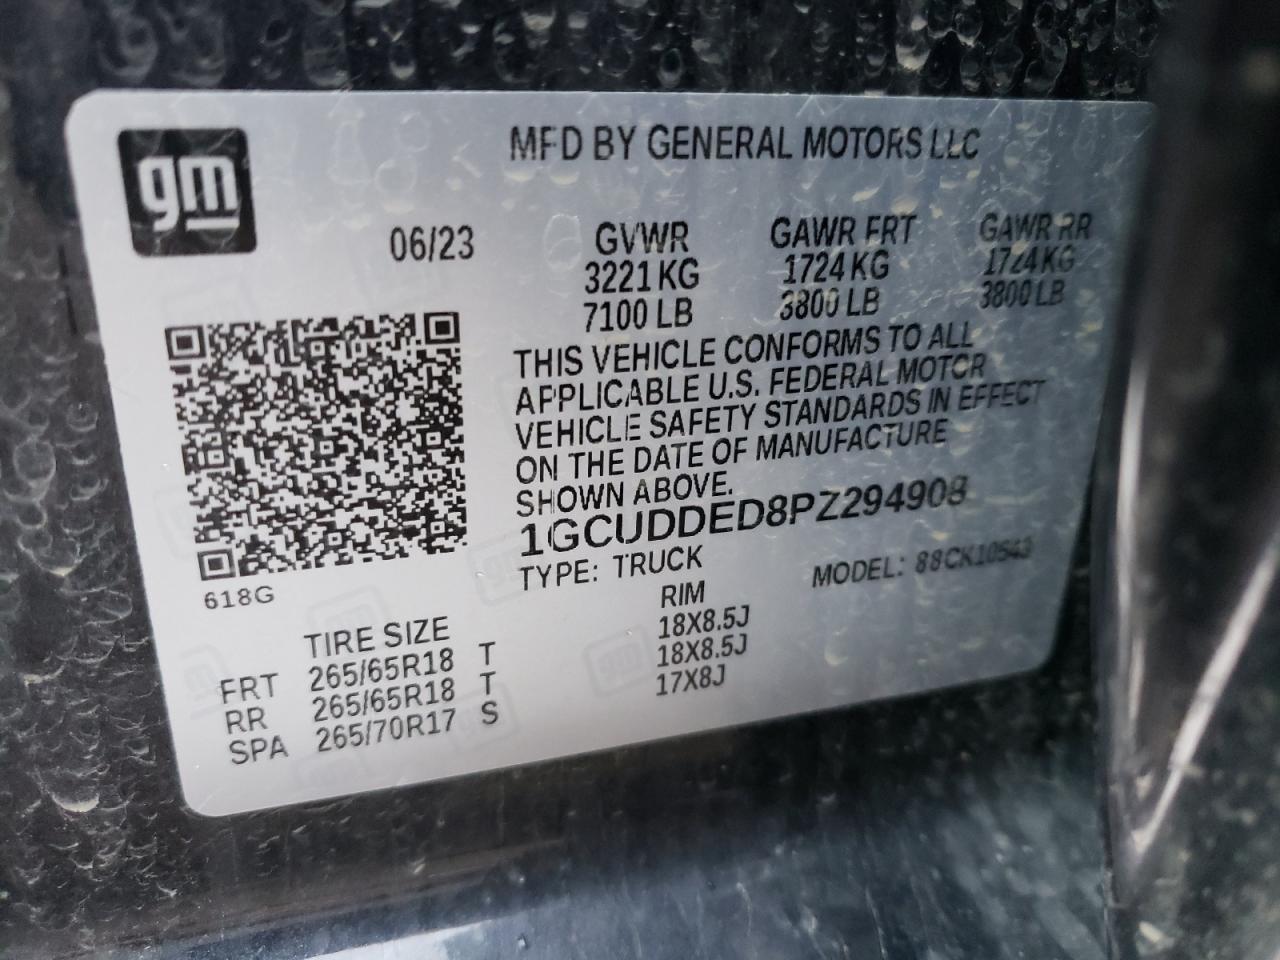 gm
MFD BY GENERAL MOTORS LLC
06/23 GVWR GAWR FRT GAWR RR
3221 KG 1724 KG 1724 KG
7100 LB 3800 LB 3800 LB
THIS VEHICLE CONFORMS TO ALL
APPLICABLE U.S. FEDERAL MOTOR
VEHICLE SAFETY STANDARDS IN EFFECT
ON THE DATE OF MANUFACTURE
SHOWN ABOVE.
1GCUDDED8PZ294908
TYPE: TRUCK MODEL: 88CK10543
618G
TIRE SIZE RIM
FRT 265/65R18 T 18X8.5J
RR 265/65R18 T 18X8.5J
SPA 265/70R17 S 17X8J